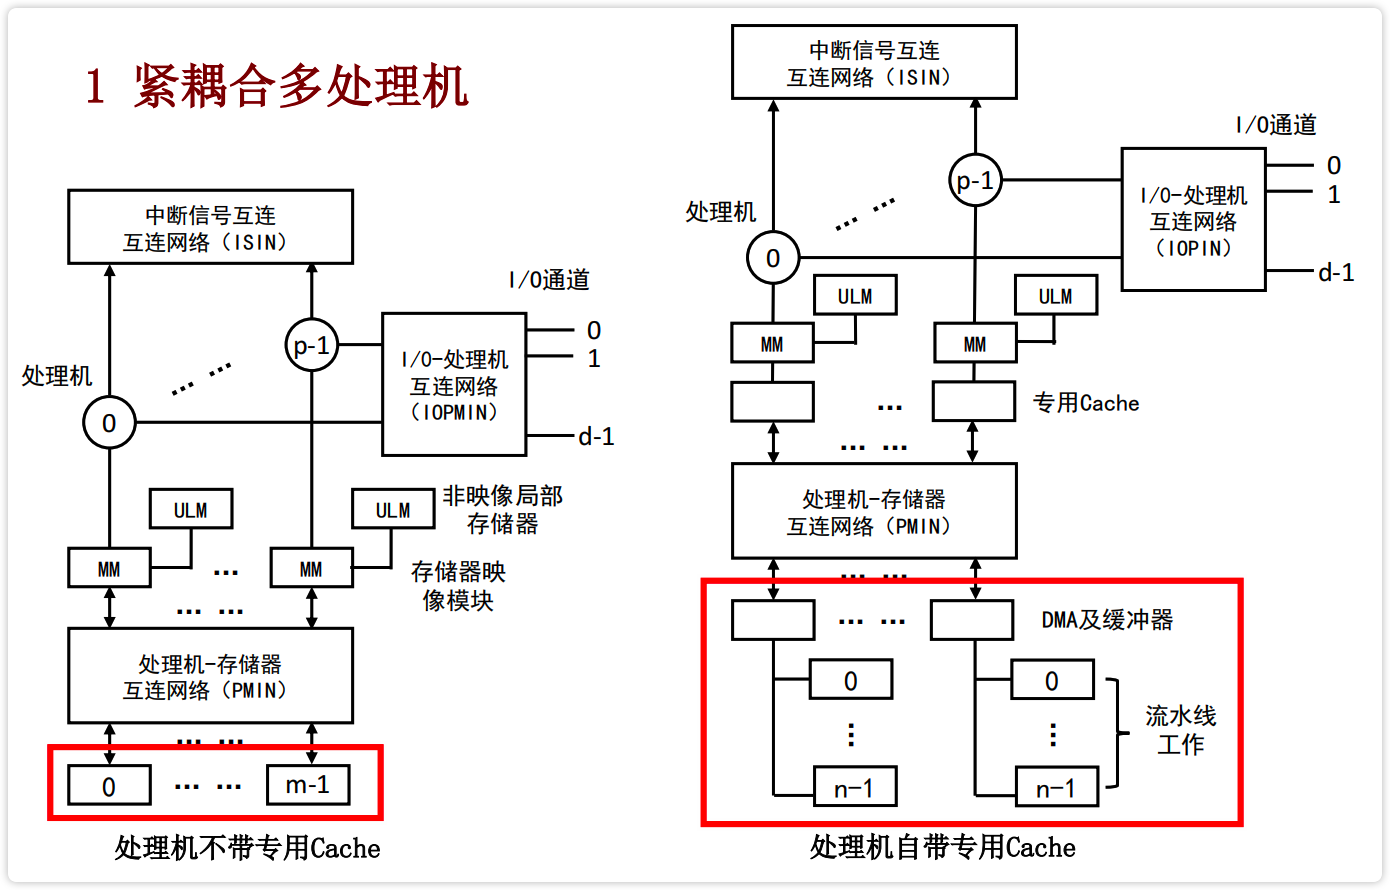 1 紧耦合多处理机
中断信号互连
互连网络（ISIN）
I/O通道
处理机
p-1
0
I/O-处理机
互连网络
（IOPMIN）
0
1
d-1
ULM
ULM
非映像局部
存储器
MM
...
MM
存储器映
像模块
... ...
处理机-存储器
互连网络（PMIN）
... ...
0
... ...
m-1
处理机不带专用Cache
中断信号互连
互连网络（ISIN）
I/O通道
处理机
p-1
0
I/O-处理机
互连网络
（IOPIN）
0
1
d-1
ULM
ULM
MM
MM
...
专用Cache
... ...
处理机-存储器
互连网络（PMIN）
... ...
... ...
DMA及缓冲器
0
0
流水线
工作
n-1
n-1
处理机自带专用Cache